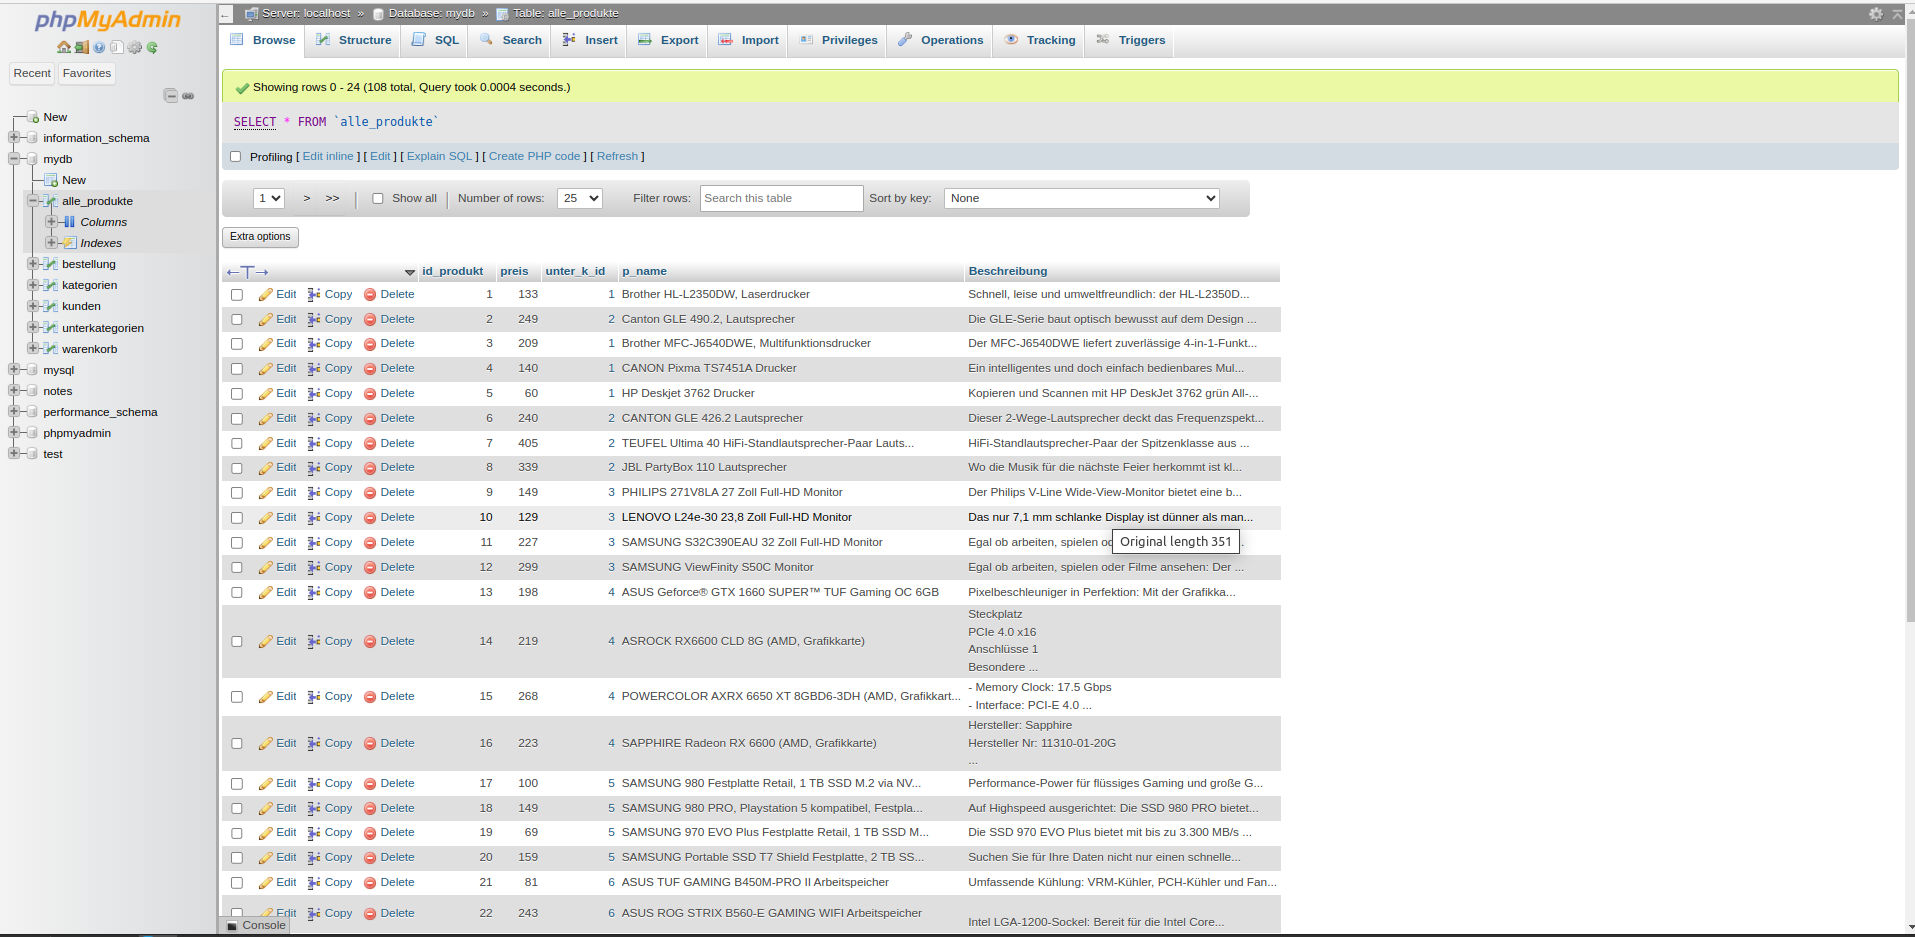 phpMyAdmin
Recent Favorites
New
information_schema
mydb
New
alle_produkte
Columns
Indexes
bestellung
kategorien
kunden
unterkategorien
warenkorb
mysql
notes
performance_schema
phpmyadmin
test
← Server: localhost » Database: mydb » Table: alle_produkte
Browse Structure SQL Search Insert Export Import Privileges Operations Tracking Triggers
Showing rows 0 - 24 (108 total, Query took 0.0004 seconds.)
SELECT * FROM `alle_produkte`
Profiling [ Edit inline ] [ Edit ] [ Explain SQL ] [ Create PHP code ] [ Refresh ]
1 > >> | Show all | Number of rows: 25 Filter rows: Search this table Sort by key: None
Extra options
←T→ id_produkt preis unter_k_id p_name Beschreibung
Edit Copy Delete 1 133 1 Brother HL-L2350DW, Laserdrucker Schnell, leise und umweltfreundlich: der HL-L2350D...
Edit Copy Delete 2 249 2 Canton GLE 490.2, Lautsprecher Die GLE-Serie baut optisch bewusst auf dem Design ...
Edit Copy Delete 3 209 1 Brother MFC-J6540DWE, Multifunktionsdrucker Der MFC-J6540DWE liefert zuverlässige 4-in-1-Funkt...
Edit Copy Delete 4 140 1 CANON Pixma TS7451A Drucker Ein intelligentes und doch einfach bedienbares Mul...
Edit Copy Delete 5 60 1 HP Deskjet 3762 Drucker Kopieren und Scannen mit HP DeskJet 3762 grün All-...
Edit Copy Delete 6 240 2 CANTON GLE 426.2 Lautsprecher Dieser 2-Wege-Lautsprecher deckt das Frequenzspekt...
Edit Copy Delete 7 405 2 TEUFEL Ultima 40 HiFi-Standlautsprecher-Paar Lauts... HiFi-Standlautsprecher-Paar der Spitzenklasse aus ...
Edit Copy Delete 8 339 2 JBL PartyBox 110 Lautsprecher Wo die Musik für die nächste Feier herkommt ist kl...
Edit Copy Delete 9 149 3 PHILIPS 271V8LA 27 Zoll Full-HD Monitor Der Philips V-Line Wide-View-Monitor bietet eine b...
Edit Copy Delete 10 129 3 LENOVO L24e-30 23,8 Zoll Full-HD Monitor Das nur 7,1 mm schlanke Display ist dünner als man...
Edit Copy Delete 11 227 3 SAMSUNG S32C390EAU 32 Zoll Full-HD Monitor Egal ob arbeiten, spielen
Original length 351
Edit Copy Delete 12 299 3 SAMSUNG ViewFinity S50C Monitor Egal ob arbeiten, spielen oder Filme ansehen: Der ...
Edit Copy Delete 13 198 4 ASUS Geforce® GTX 1660 SUPER™ TUF Gaming OC 6GB Pixelbeschleuniger in Perfektion: Mit der Grafikka...
Edit Copy Delete 14 219 4 ASROCK RX6600 CLD 8G (AMD, Grafikkarte) Steckplatz
PCIe 4.0 x16
Anschlüsse 1
Besondere ...
Edit Copy Delete 15 268 4 POWERCOLOR AXRX 6650 XT 8GBD6-3DH (AMD, Grafikkart... - Memory Clock: 17.5 Gbps
- Interface: PCI-E 4.0 ...
Edit Copy Delete 16 223 4 SAPPHIRE Radeon RX 6600 (AMD, Grafikkarte) Hersteller: Sapphire
Hersteller Nr: 11310-01-20G
...
Edit Copy Delete 17 100 5 SAMSUNG 980 Festplatte Retail, 1 TB SSD M.2 via NV... Performance-Power für flüssiges Gaming und große G...
Edit Copy Delete 18 149 5 SAMSUNG 980 PRO, Playstation 5 kompatibel, Festpla... Auf Highspeed ausgerichtet: Die SSD 980 PRO bietet...
Edit Copy Delete 19 69 5 SAMSUNG 970 EVO Plus Festplatte Retail, 1 TB SSD M... Die SSD 970 EVO Plus bietet mit bis zu 3.300 MB/s ...
Edit Copy Delete 20 159 5 SAMSUNG Portable SSD T7 Shield Festplatte, 2 TB SS... Suchen Sie für Ihre Daten nicht nur einen schnelle...
Edit Copy Delete 21 81 6 ASUS TUF GAMING B450M-PRO II Arbeitspeicher Umfassende Kühlung: VRM-Kühler, PCH-Kühler und Fan...
Edit Copy Delete 22 243 6 ASUS ROG STRIX B560-E GAMING WIFI Arbeitspeicher Intel LGA-1200-Sockel: Bereit für die Intel Core...
Console